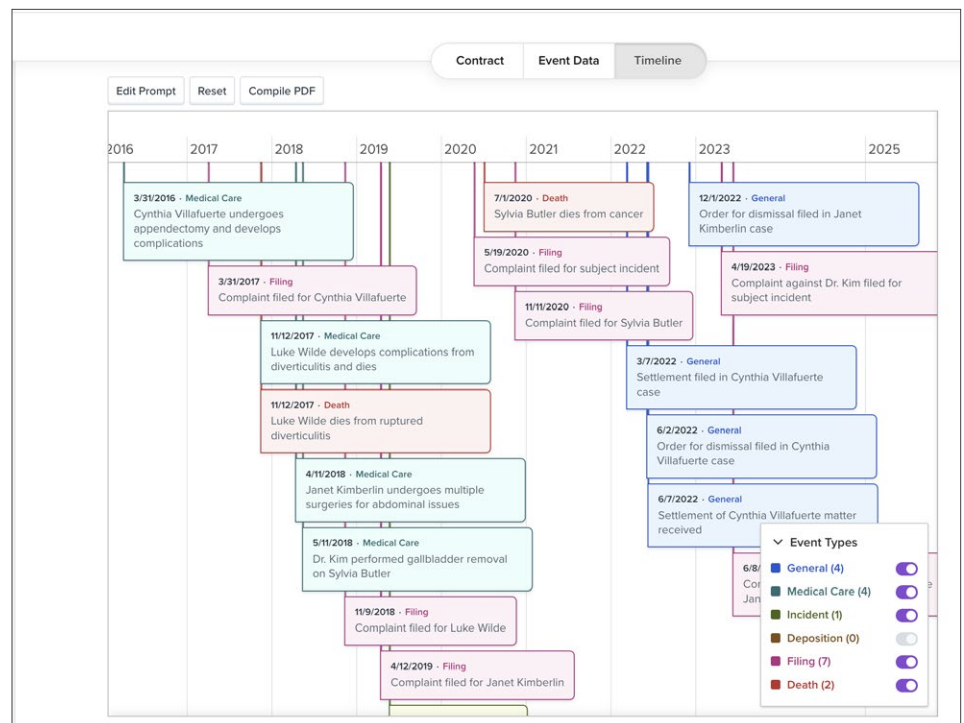 Contract
Event Data
Timeline
Edit Prompt
Reset
Compile PDF
2016
2017
2018
2019
2020
2021
2022
2023
2025
3/31/2016 · Medical Care
Cynthia Villafuerte undergoes
appendectomy and develops
complications
3/31/2017 · Filing
Complaint filed for Cynthia Villafuerte
11/12/2017 · Medical Care
Luke Wilde develops complications from
diverticulitis and dies
11/12/2017 · Death
Luke Wilde dies from ruptured
diverticulitis
4/11/2018 · Medical Care
Janet Kimberlin undergoes multiple
surgeries for abdominal issues
5/11/2018 · Medical Care
Dr. Kim performed gallbladder removal
on Sylvia Butler
11/9/2018 · Filing
Complaint filed for Luke Wilde
4/12/2019 · Filing
Complaint filed for Janet Kimberlin
7/1/2020 · Death
Sylvia Butler dies from cancer
5/19/2020 · Filing
Complaint filed for subject incident
11/11/2020 · Filing
Complaint filed for Sylvia Butler
12/1/2022 · General
Order for dismissal filed in Janet
Kimberlin case
4/19/2023 · Filing
Complaint against Dr. Kim filed for
subject incident
3/7/2022 · General
Settlement filed in Cynthia Villafuerte
case
6/2/2022 · General
Order for dismissal filed in Cynthia
Villafuerte case
6/7/2022 · General
Settlement of Cynthia Villafuerte matter
received
6/8/
Event Types
General (4)
Medical Care (4)
Incident (1)
Deposition (0)
Filing (7)
Death (2)